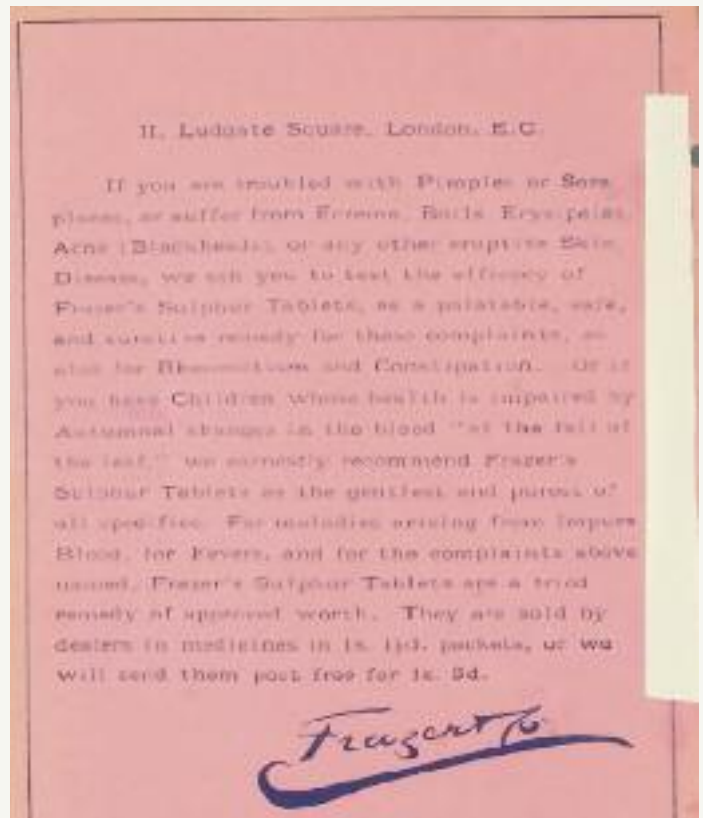 11, Ludgate Square, London, E.C.
If you are troubled with Pimples or Sore
places, or suffer from Eczema, Boils, Erysipelas,
Acne (Blackheads), or any other eruptive Skin
Disease, we ask you to test the efficacy of
Frazer's Sulphur Tablets, as a palatable, safe,
and curative remedy for these complaints, as
also for Rheumatism and Constipation. Or if
you have Children whose health is impaired by
Autumnal changes in the blood "at the fall of
the leaf," we earnestly recommend Frazer's
Sulphur Tablets as the gentlest and purest of
all specifics. For maladies arising from Impure
Blood, for Fevers, and for the complaints above
named, Frazer's Sulphur Tablets are a tried
remedy of approved worth. They are sold by
dealers in medicines in 1s. 1½d. packets, or we
will send them post free for 1s. 3d.
Frazer & Co.